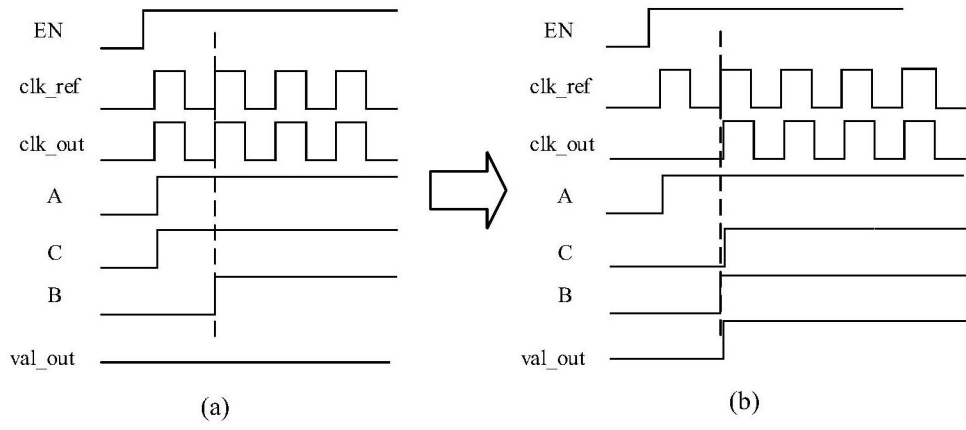 EN
clk_ref
clk_out
A
C
B
val_out
(a)
EN
clk_ref
clk_out
A
C
B
val_out
(b)